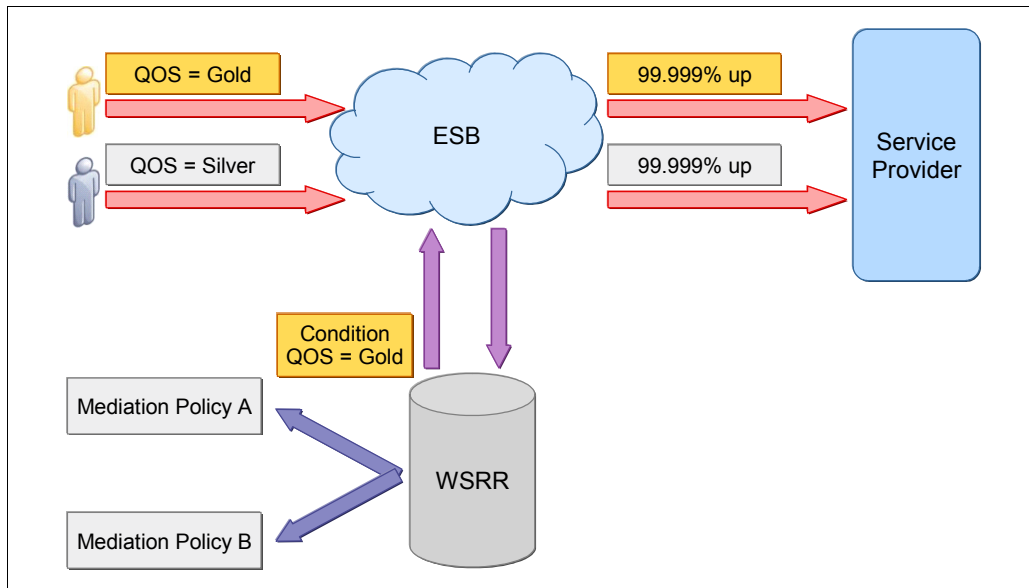 QOS = Gold
99.999% up
ESB
Service
Provider
QOS = Silver
99.999% up
Condition
QOS = Gold
Mediation Policy A
WSRR
Mediation Policy B